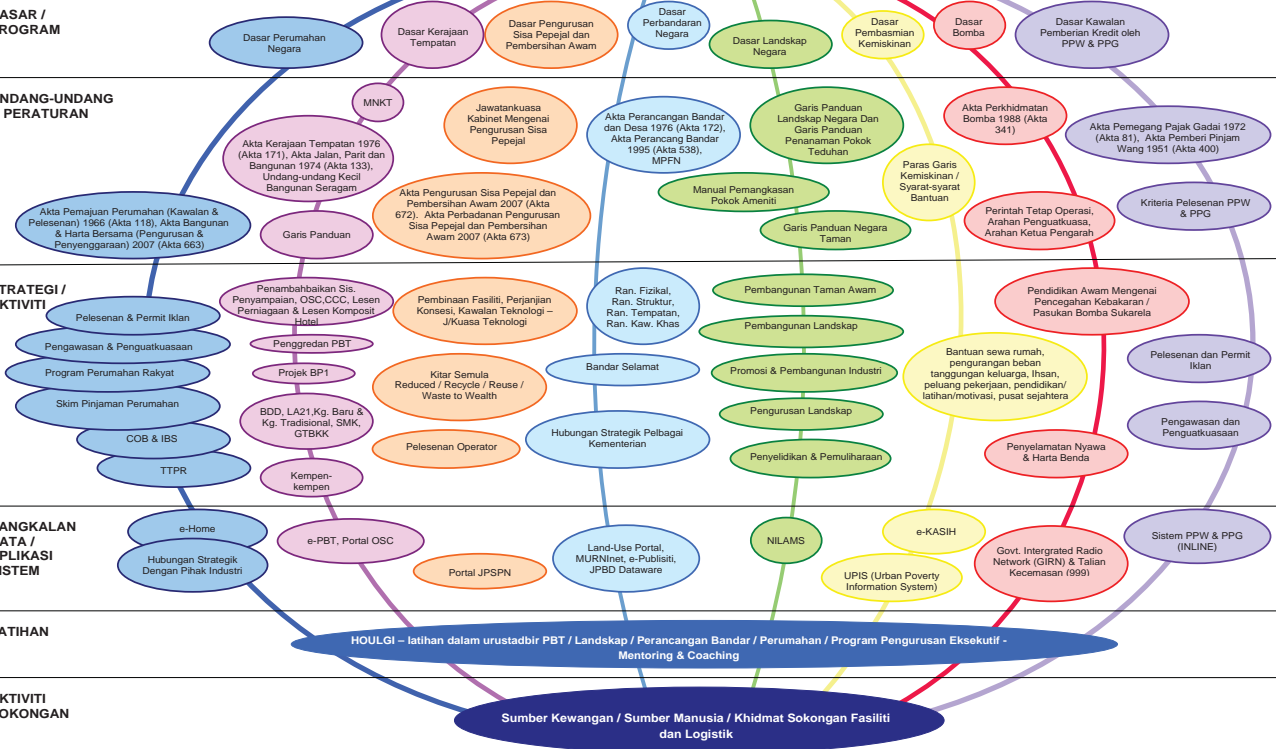 ASAR /
ROGRAM
Dasar Perumahan
Negara
Dasar Kerajaan
Tempatan
Dasar Pengurusan
Sisa Pepejal dan
Pembersihan Awam
Dasar
Perbandaran
Negara
Dasar Landskap
Negara
Dasar
Pembasmian
Kemiskinan
Dasar
Bomba
Dasar Kawalan
Pemberian Kredit oleh
PPW & PPG
NDANG-UNDANG
PERATURAN
Akta Pemajuan Perumahan (Kawalan &
Pelesenan) 1966 (Akta 118), Akta Bangunan
& Harta Bersama (Pengurusan &
Penyenggaraan) 2007 (Akta 663)
MNKT
Akta Kerajaan Tempatan 1976
(Akta 171), Akta Jalan, Parit dan
Bangunan 1974 (Akta 133),
Undang-undang Kecil
Bangunan Seragam
Garis Panduan
Jawatankuasa
Kabinet Mengenai
Pengurusan Sisa
Pepejal
Akta Pengurusan Sisa Pepejal dan
Pembersihan Awam 2007 (Akta
672). Akta Perbadanan Pengurusan
Sisa Pepejal dan Pembersihan
Awam 2007 (Akta 673)
Akta Perancangan Bandar
dan Desa 1976 (Akta 172),
Akta Perancang Bandar
1995 (Akta 538),
MPFN
Garis Panduan
Landskap Negara Dan
Garis Panduan
Penanaman Pokok
Teduhan
Manual Pemangkasan
Pokok Ameniti
Garis Panduan Negara
Taman
Paras Garis
Kemiskinan /
Syarat-syarat
Bantuan
Akta Perkhidmatan
Bomba 1988 (Akta
341)
Perintah Tetap Operasi,
Arahan Penguatkuasa,
Arahan Ketua Pengarah
Akta Pemegang Pajak Gadai 1972
(Akta 81), Akta Pemberi Pinjam
Wang 1951 (Akta 400)
Kriteria Pelesenan PPW
& PPG
TRATEGI /
KTIVITI
Pelesenan & Permit Iklan
Pengawasan & Penguatkuasaan
Program Perumahan Rakyat
Skim Pinjaman Perumahan
COB & IBS
TTPR
Penambahbaikan Sis.
Penyampaian, OSC,CCC, Lesen
Perniagaan & Lesen Komposit
Hotel
Penggredan PBT
Projek BP1
BDD, LA21,Kg. Baru &
Kg. Tradisional, SMK,
GTBKK
Kempen-
kempen
Pembinaan Fasiliti, Perjanjian
Konsesi, Kawalan Teknologi –
J/Kuasa Teknologi
Kitar Semula
Reduced / Recycle / Reuse /
Waste to Wealth
Pelesenan Operator
Ran. Fizikal,
Ran. Struktur,
Ran. Tempatan,
Ran. Kaw. Khas
Bandar Selamat
Hubungan Strategik Pelbagai
Kementerian
Pembangunan Taman Awam
Pembangunan Landskap
Promosi & Pembangunan Industri
Pengurusan Landskap
Penyelidikan & Pemuliharaan
Bantuan sewa rumah,
pengurangan beban
tanggungan keluarga, Ihsan,
peluang pekerjaan, pendidikan/
latihan/motivasi, pusat sejahtera
Pendidikan Awam Mengenai
Pencegahan Kebakaran /
Pasukan Bomba Sukarela
Penyelamatan Nyawa
& Harta Benda
Pelesenan dan Permit
Iklan
Pengawasan dan
Penguatkuasaan
ANGKALAN
ATA /
PLIKASI
ISTEM
e-Home
Hubungan Strategik
Dengan Pihak Industri
e-PBT, Portal OSC
Portal JPSPN
Land-Use Portal,
MURNInet, e-Publisiti,
JPBD Dataware
NILAMS
e-KASIH
UPIS (Urban Poverty
Information System)
Govt. Intergrated Radio
Network (GIRN) & Talian
Kecemasan (999)
Sistem PPW & PPG
(INLINE)
ATIHAN
HOULGI – latihan dalam urustadbir PBT / Landskap / Perancangan Bandar / Perumahan / Program Pengurusan Eksekutif -
Mentoring & Coaching
KTIVITI
OKONGAN
Sumber Kewangan / Sumber Manusia / Khidmat Sokongan Fasiliti
dan Logistik